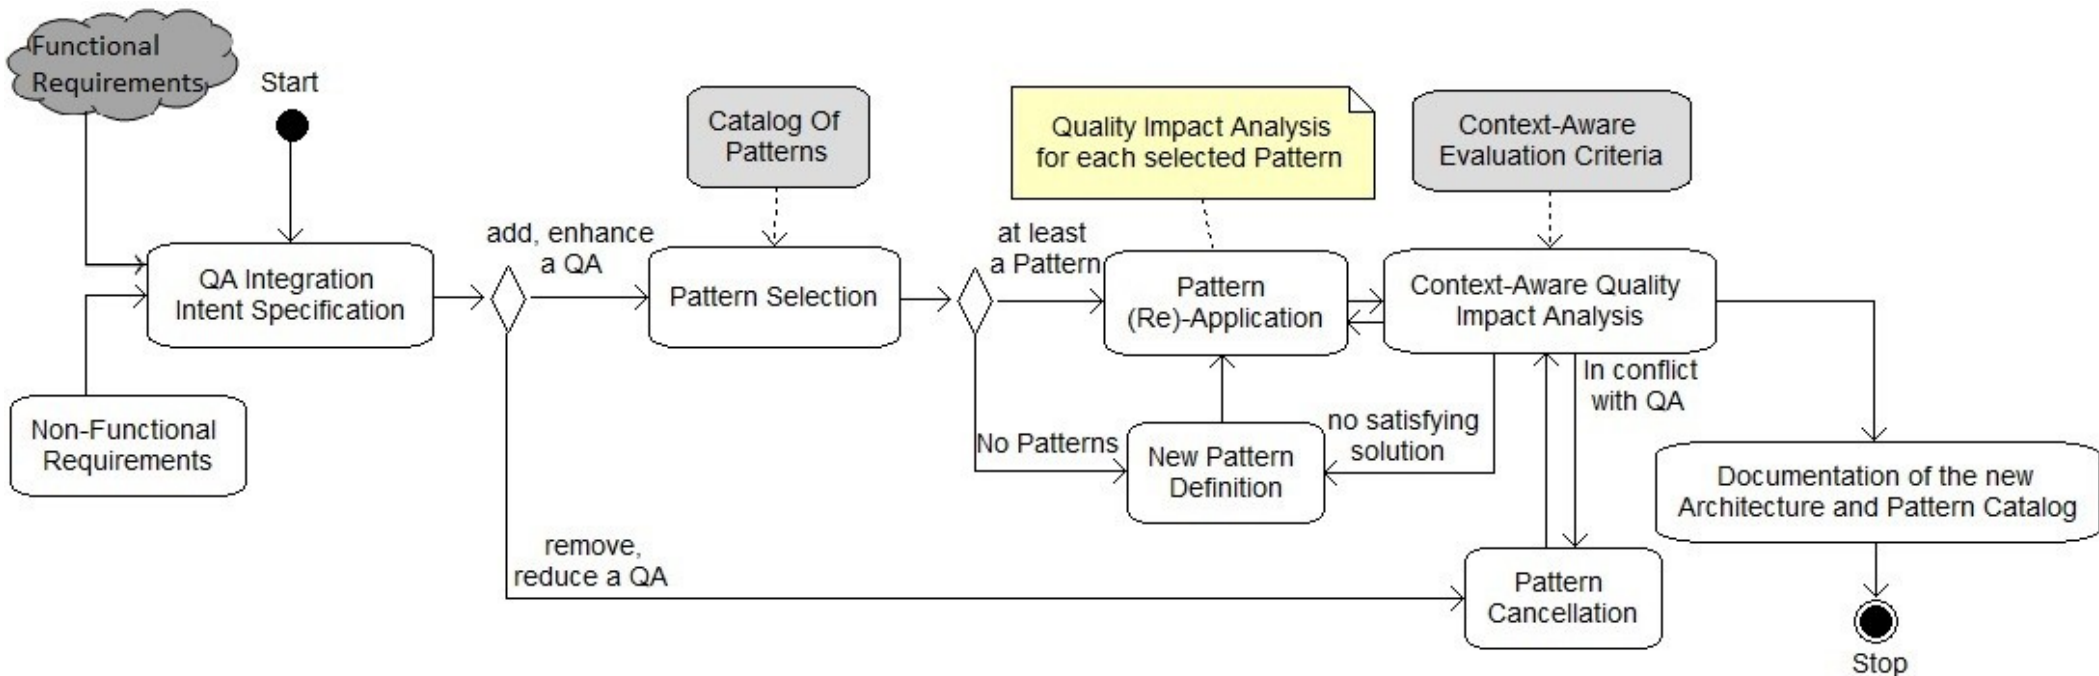 Functional
Requirements
Start
Catalog Of
Patterns
Quality Impact Analysis
for each selected Pattern
Context-Aware
Evaluation Criteria
add, enhance
a QA
at least
a Pattern
QA Integration
Intent Specification
Pattern Selection
Pattern
(Re)-Application
Context-Aware Quality
Impact Analysis
In conflict
with QA
Non-Functional
Requirements
No Patterns
New Pattern
Definition
no satisfying
solution
Documentation of the new
Architecture and Pattern Catalog
remove,
reduce a QA
Pattern
Cancellation
Stop